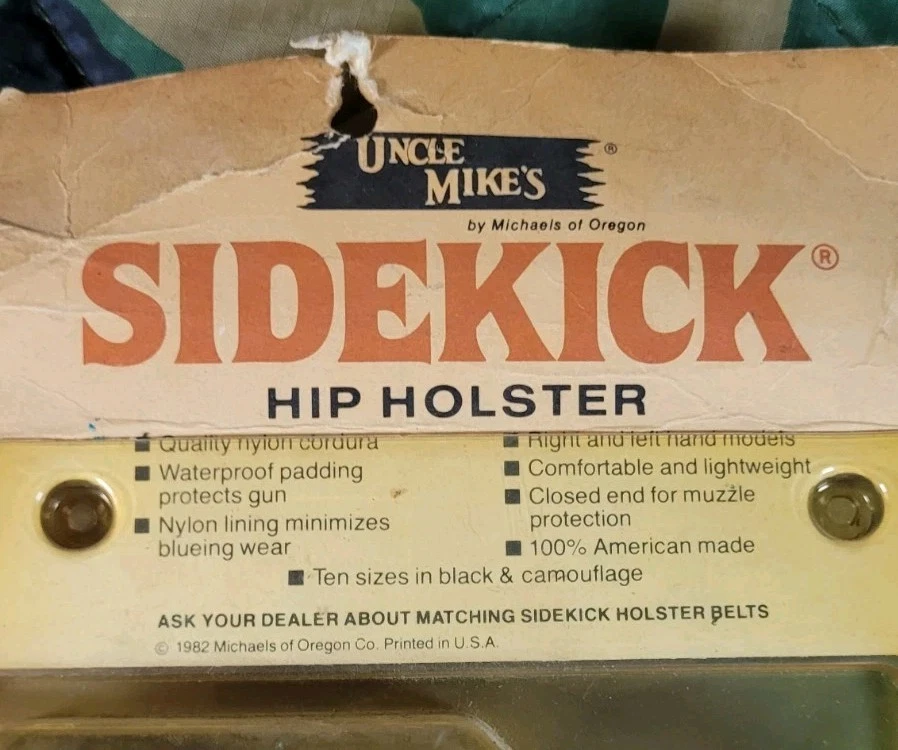 UNCLE
MIKE'S ®
by Michaels of Oregon
SIDEKICK®
HIP HOLSTER
■ Quality nylon cordura
■ Waterproof padding
protects gun
■ Nylon lining minimizes
blueing wear
■ Right and left hand models
■ Comfortable and lightweight
■ Closed end for muzzle
protection
■ 100% American made
■ Ten sizes in black & camouflage
ASK YOUR DEALER ABOUT MATCHING SIDEKICK HOLSTER BELTS
© 1982 Michaels of Oregon Co. Printed in U.S.A.